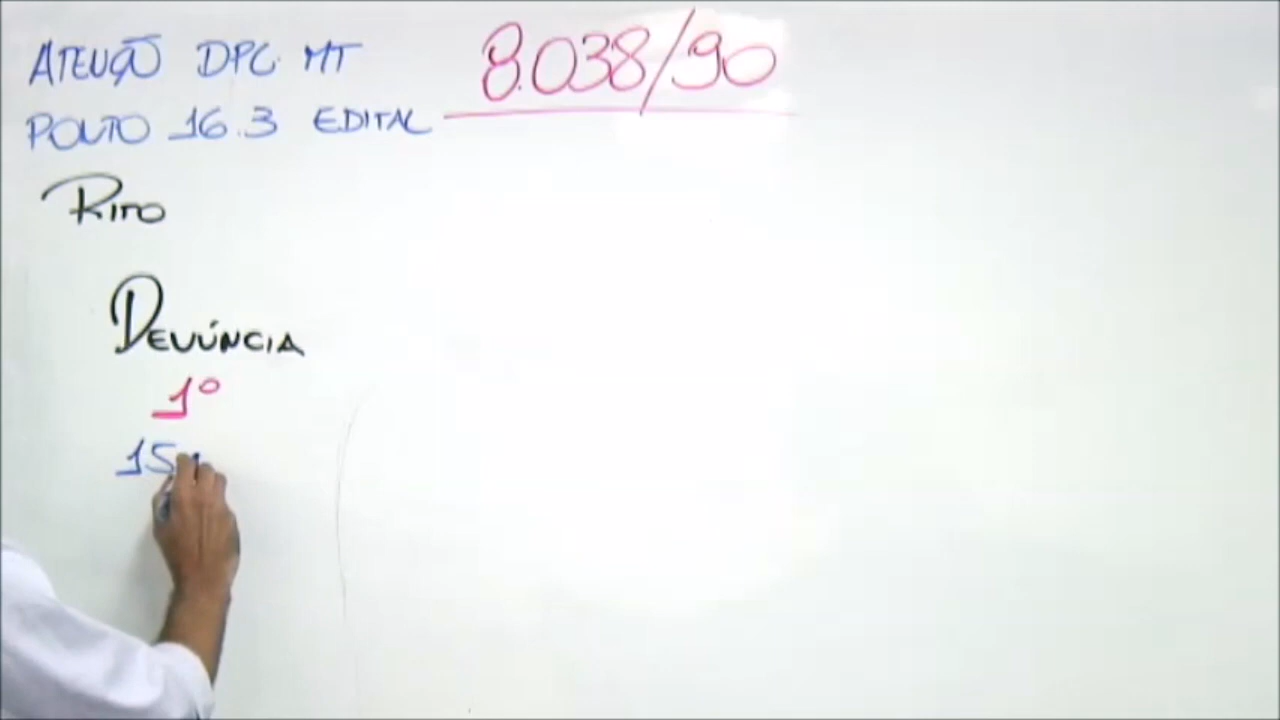 ATENÇÃO DPC. MT
8.038/90
PONTO 16.3 EDITAL
RITO
DENÚNCIA
1º
15